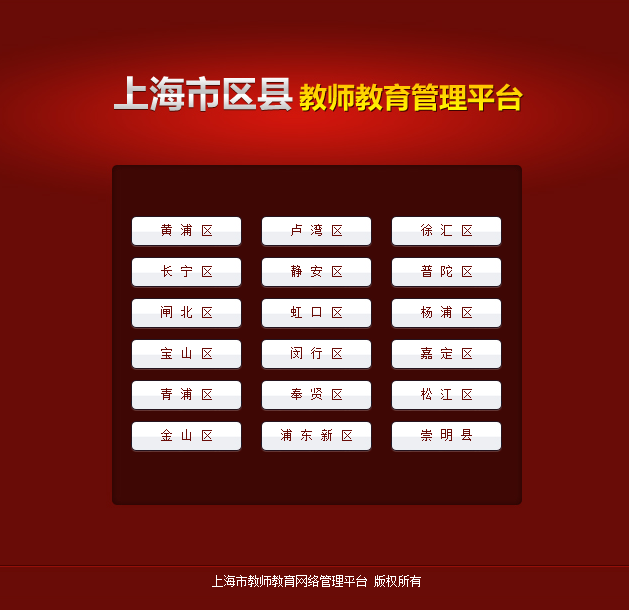 上海市区县 教师教育管理平台
黄 浦 区 卢 湾 区 徐 汇 区
长 宁 区 静 安 区 普 陀 区
闸 北 区 虹 口 区 杨 浦 区
宝 山 区 闵 行 区 嘉 定 区
青 浦 区 奉 贤 区 松 江 区
金 山 区 浦 东 新 区 崇 明 县
上海市教师教育网络管理平台 版权所有